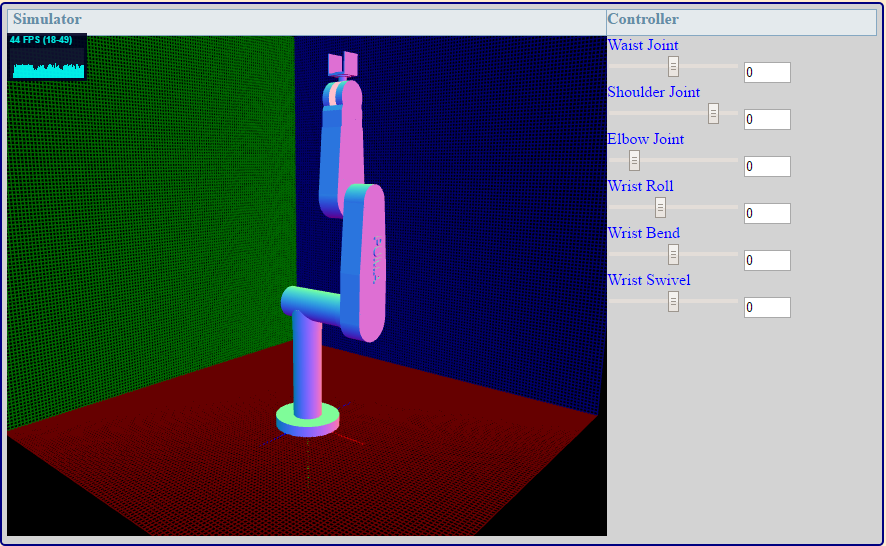 Simulator
Controller
44 FPS (18-49)
Waist Joint
0
Shoulder Joint
0
Elbow Joint
0
Wrist Roll
0
Wrist Bend
0
Wrist Swivel
0